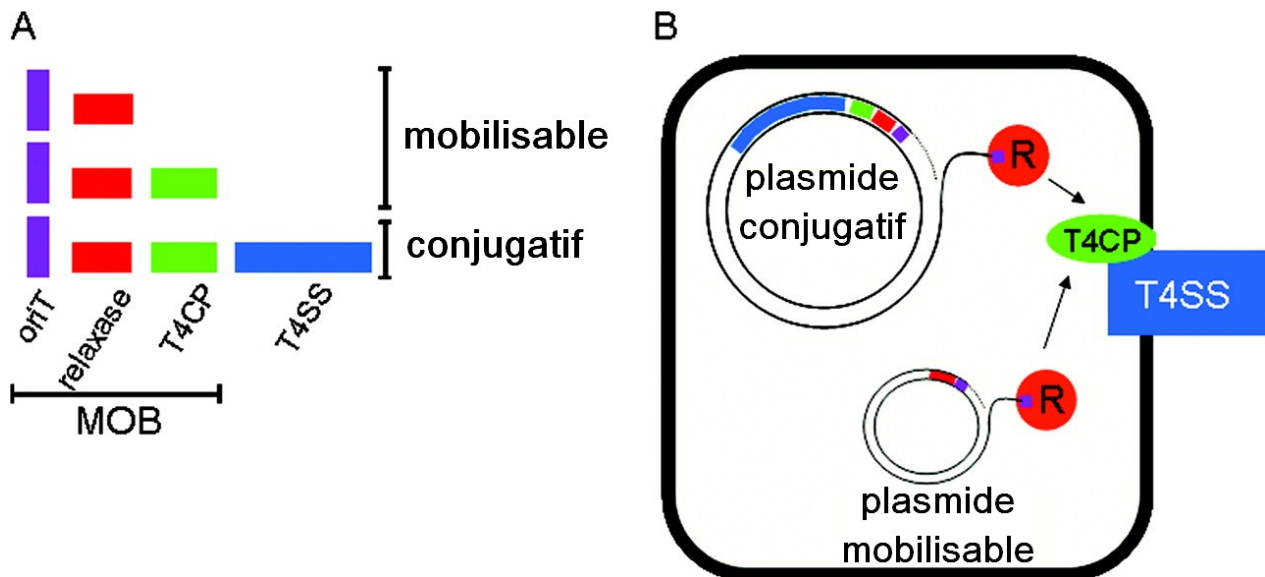 A
mobilisable
conjugatif
oriT
relaxase
T4CP
T4SS
MOB
B
plasmide
conjugatif
R
T4CP
T4SS
R
plasmide
mobilisable